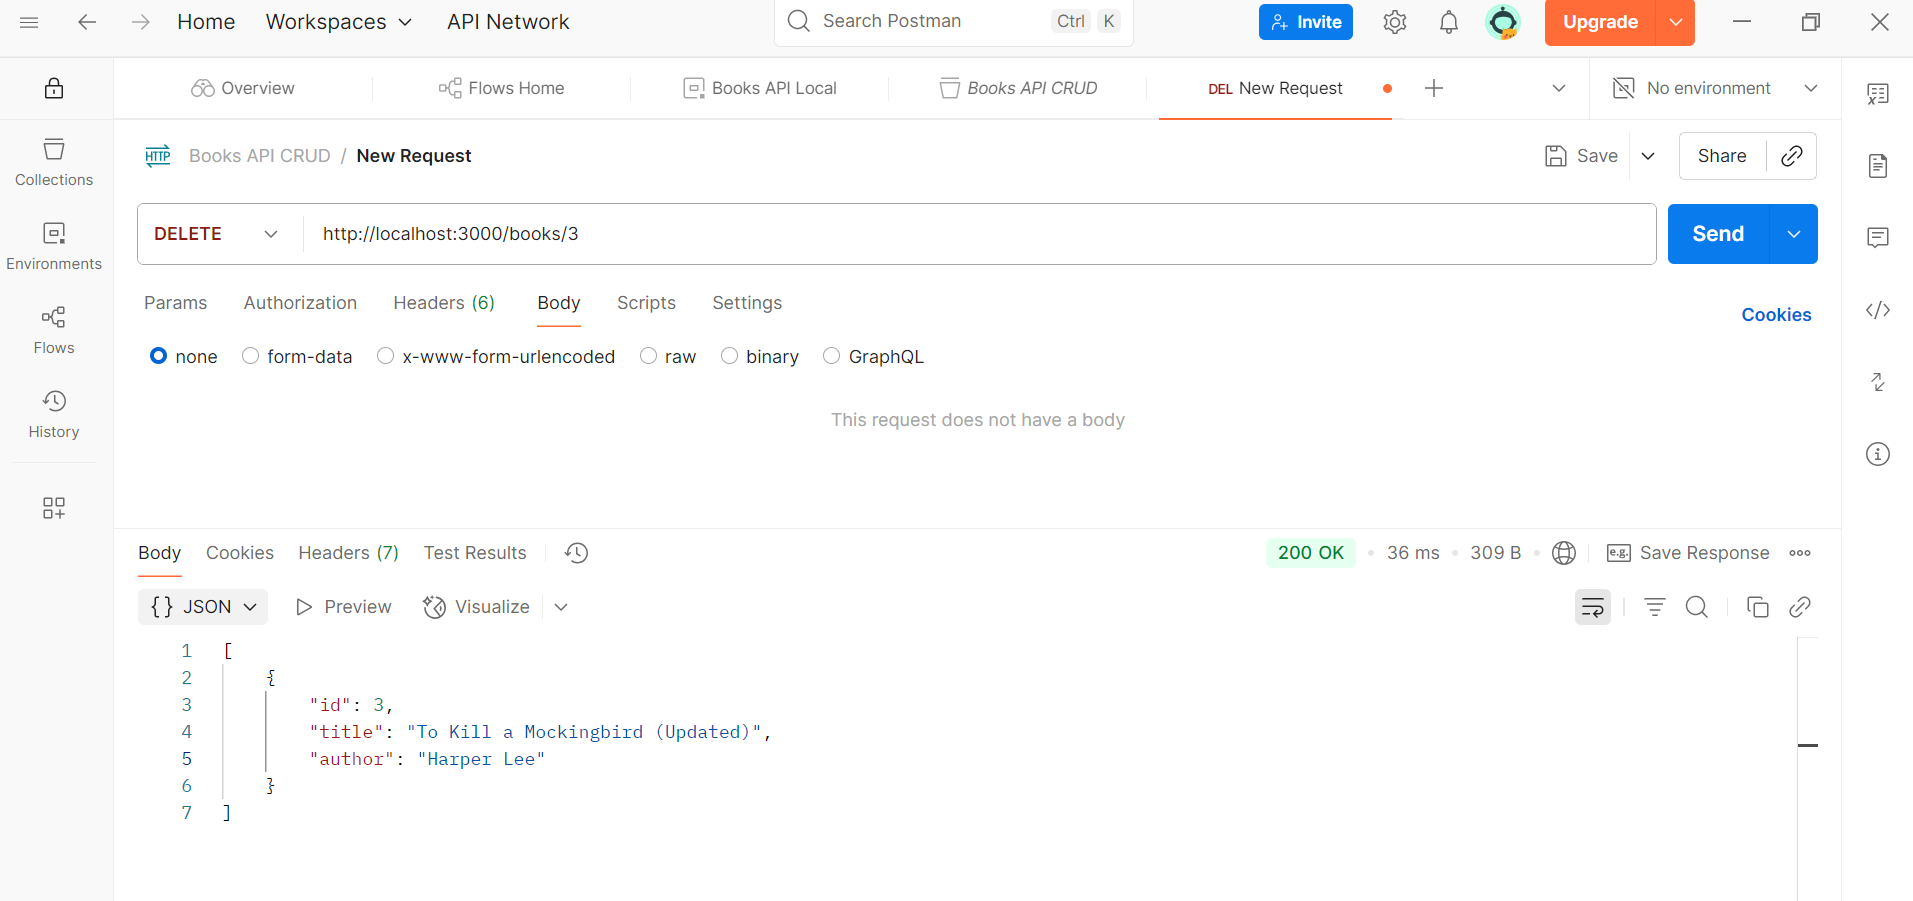 Home Workspaces API Network Search Postman Ctrl K Invite Upgrade
Overview Flows Home Books API Local Books API CRUD DEL New Request No environment
HTTP Books API CRUD / New Request Save Share
Collections
DELETE http://localhost:3000/books/3 Send
Environments
Params Authorization Headers (6) Body Scripts Settings Cookies
Flows
none form-data x-www-form-urlencoded raw binary GraphQL
History
This request does not have a body
Body Cookies Headers (7) Test Results 200 OK • 36 ms • 309 B • e.g. Save Response
{} JSON Preview Visualize
1 [
2 {
3 "id": 3,
4 "title": "To Kill a Mockingbird (Updated)",
5 "author": "Harper Lee"
6 }
7 ]